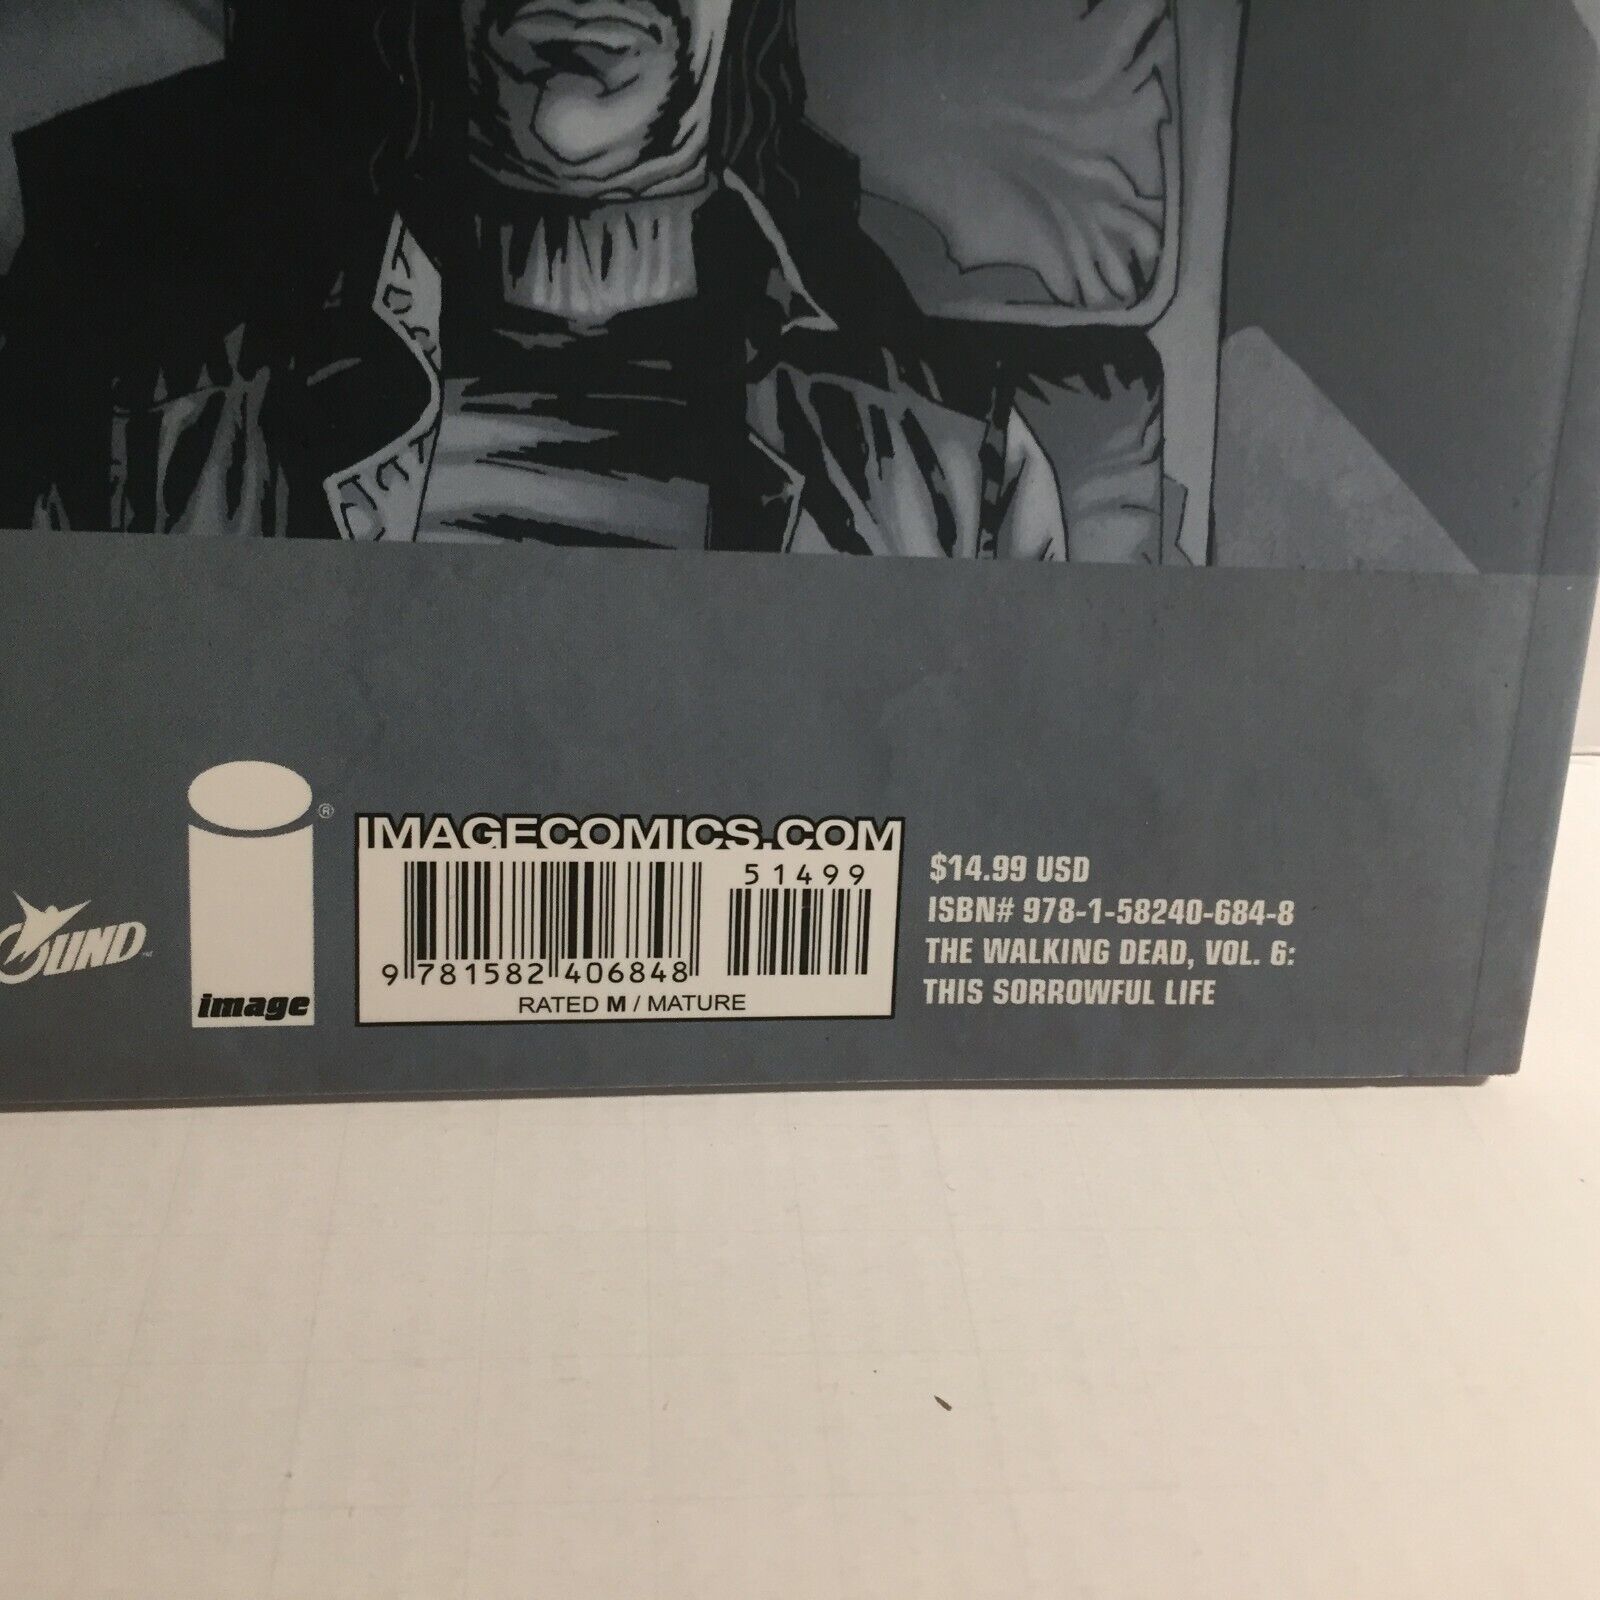 OUND
image
®
IMAGECOMICS.COM
51499
9 781582 406848
RATED M / MATURE
$14.99 USD
ISBN# 978-1-58240-684-8
THE WALKING DEAD, VOL. 6:
THIS SORROWFUL LIFE